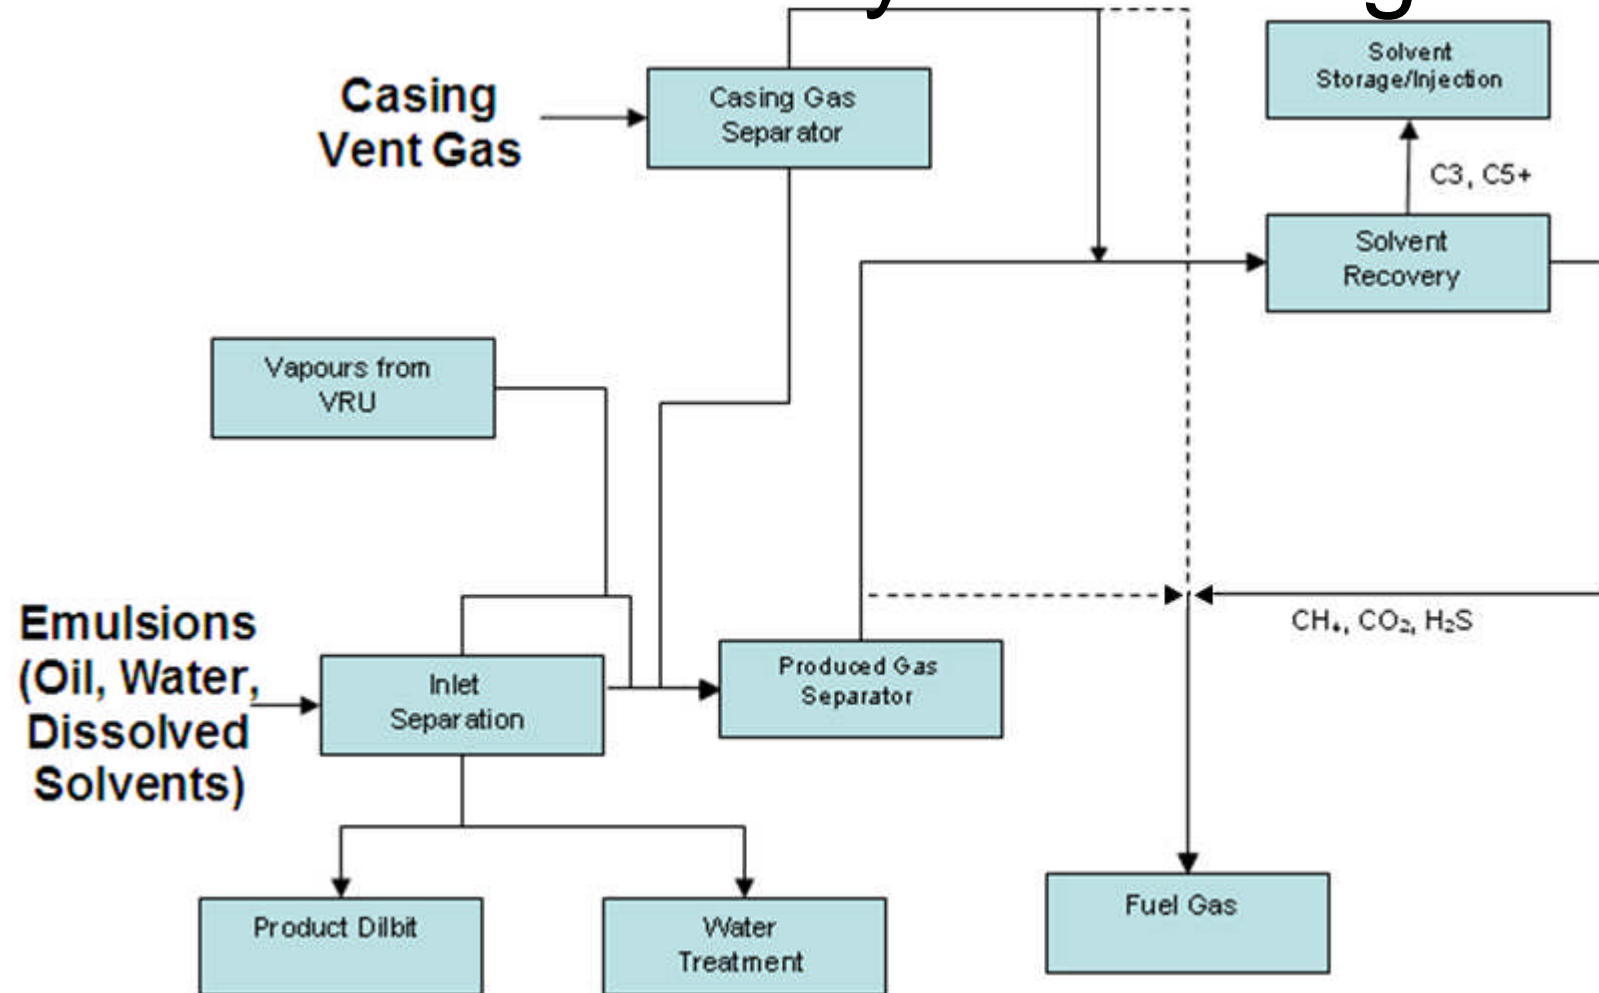 Casing
Vent Gas
Casing Gas
Separator
Solvent
Storage/Injection
C3, C5+
Solvent
Recovery
Vapours from
VRU
Emulsions
(Oil, Water,
Dissolved
Solvents)
Inlet
Separation
Produced Gas
Separator
CH₄, CO₂, H₂S
Product Dilbit
Water
Treatment
Fuel Gas